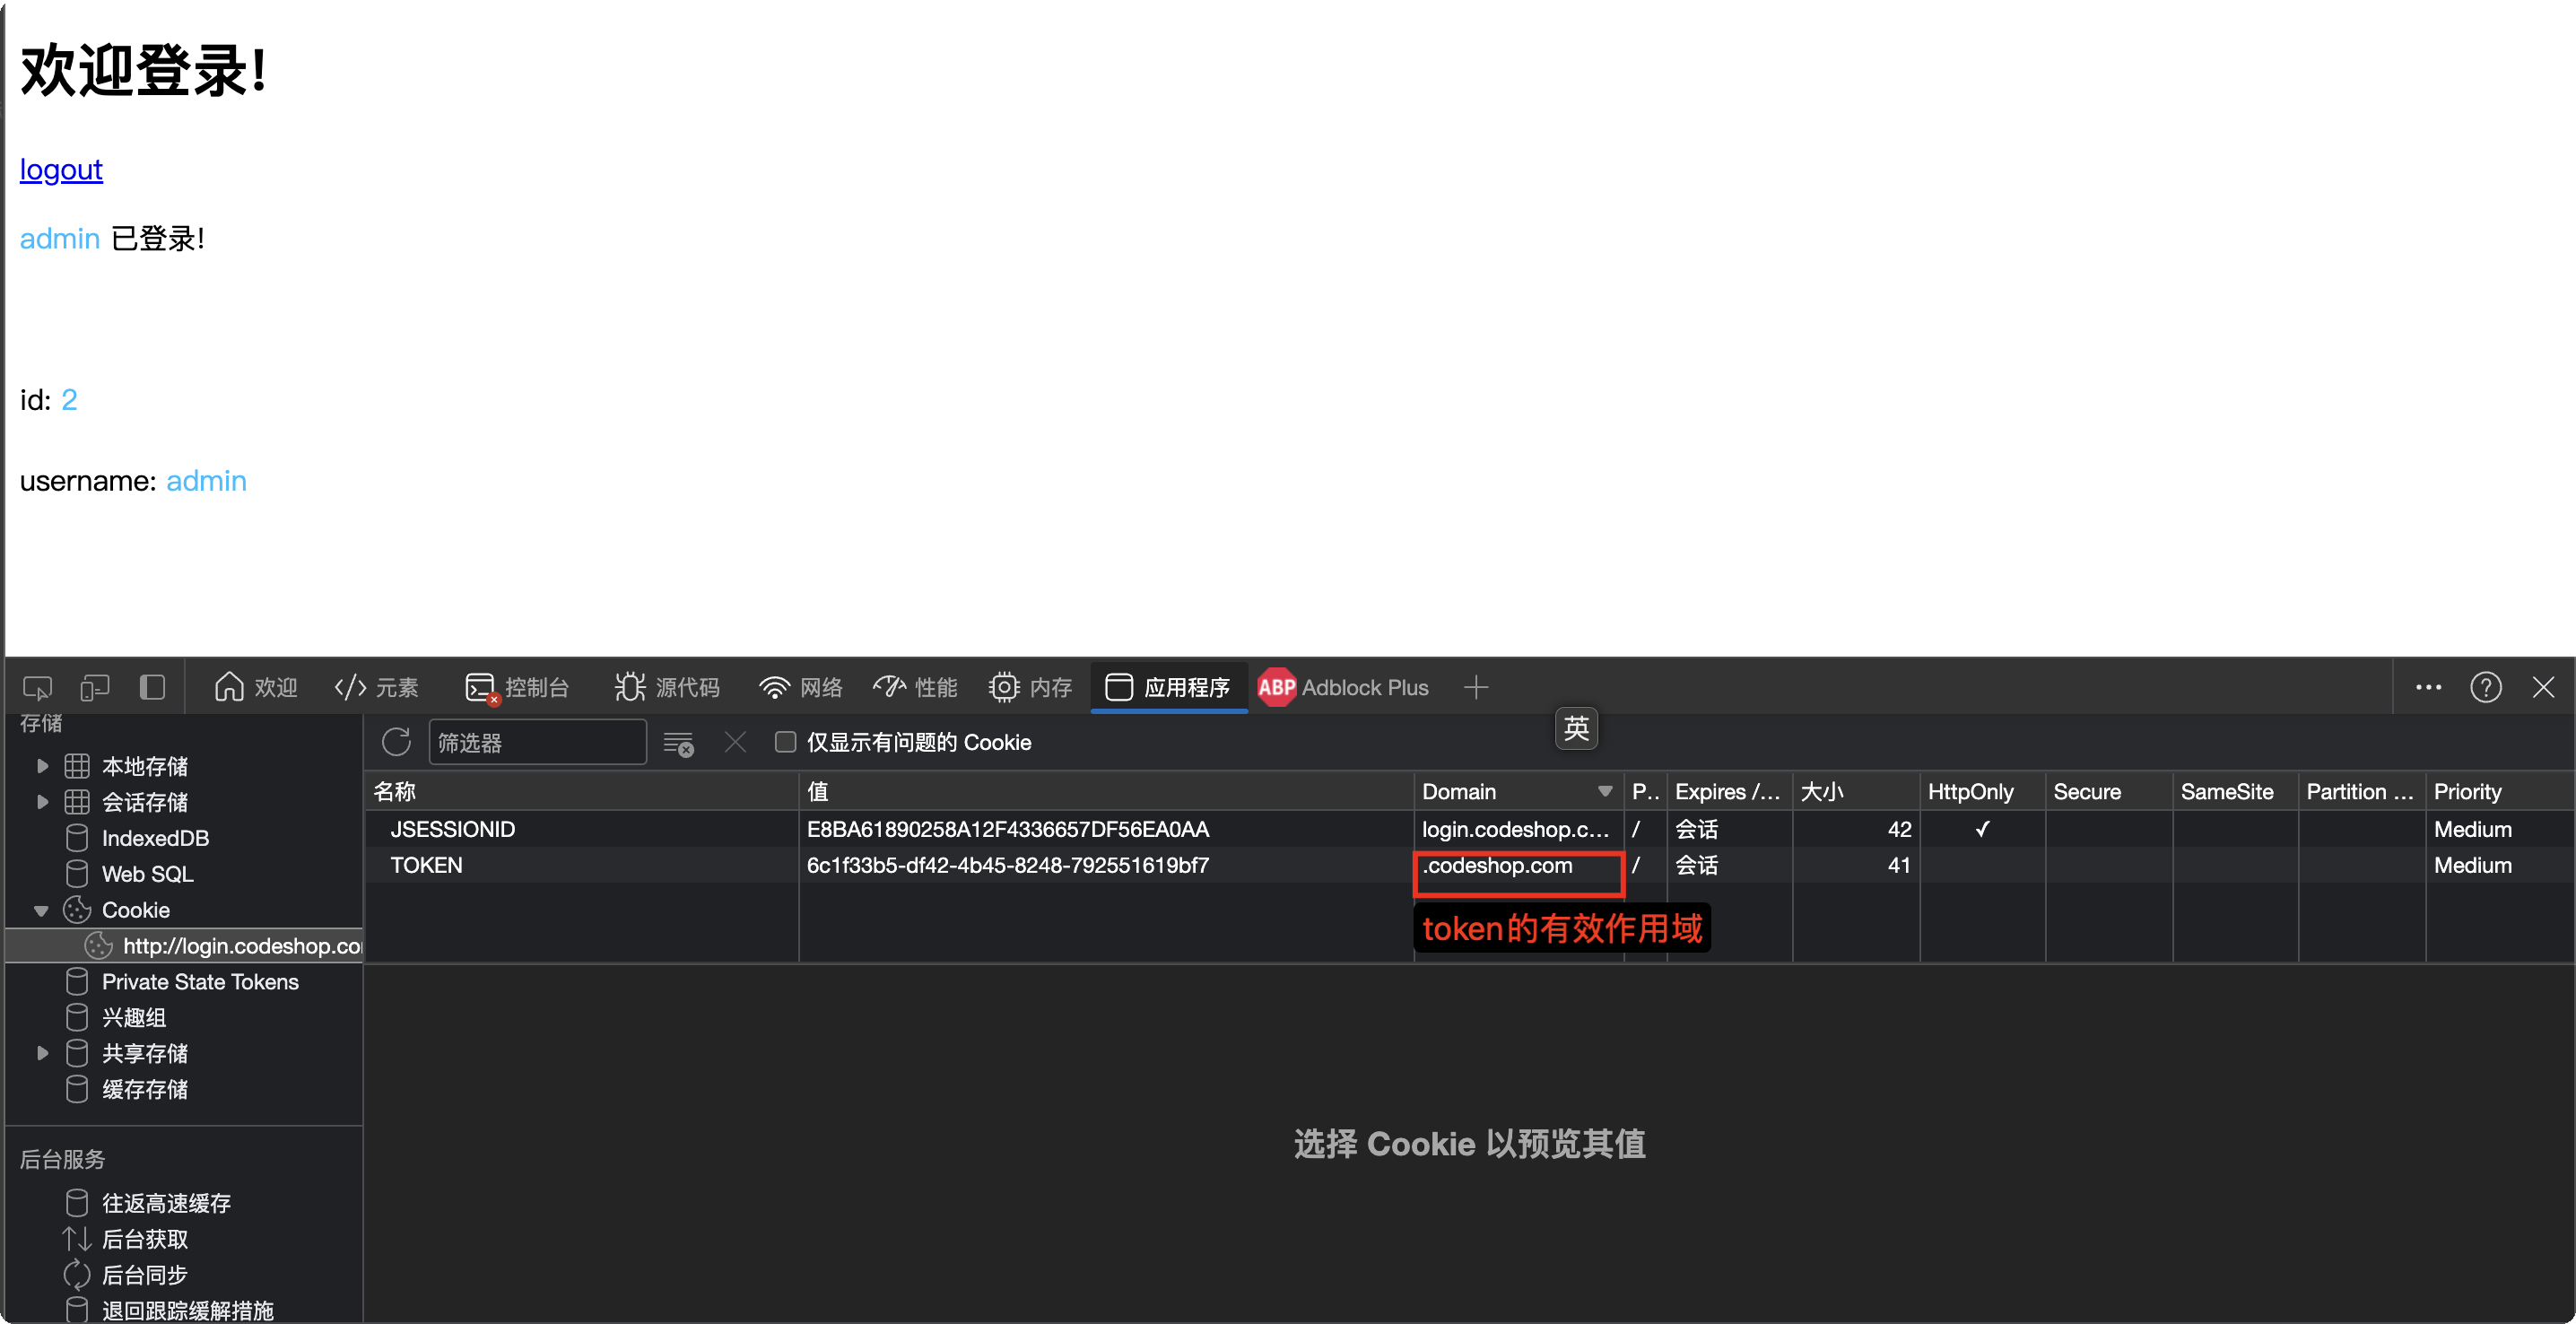 欢迎登录!
logout
admin 已登录!
id: 2
username: admin
欢迎 元素 控制台 源代码 网络 性能 内存 应用程序 ABP Adblock Plus
存储
本地存储
会话存储
IndexedDB
Web SQL
Cookie
http://login.codeshop.co
Private State Tokens
兴趣组
共享存储
缓存存储
后台服务
往返高速缓存
后台获取
后台同步
退回跟踪缓解措施
筛选器 仅显示有问题的 Cookie
英
名称 值 Domain P... Expires /... 大小 HttpOnly Secure SameSite Partition ... Priority
JSESSIONID E8BA61890258A12F4336657DF56EA0AA login.codeshop.c... / 会话 42 ✓ Medium
TOKEN 6c1f33b5-df42-4b45-8248-792551619bf7 .codeshop.com / 会话 41 Medium
token的有效作用域
选择 Cookie 以预览其值